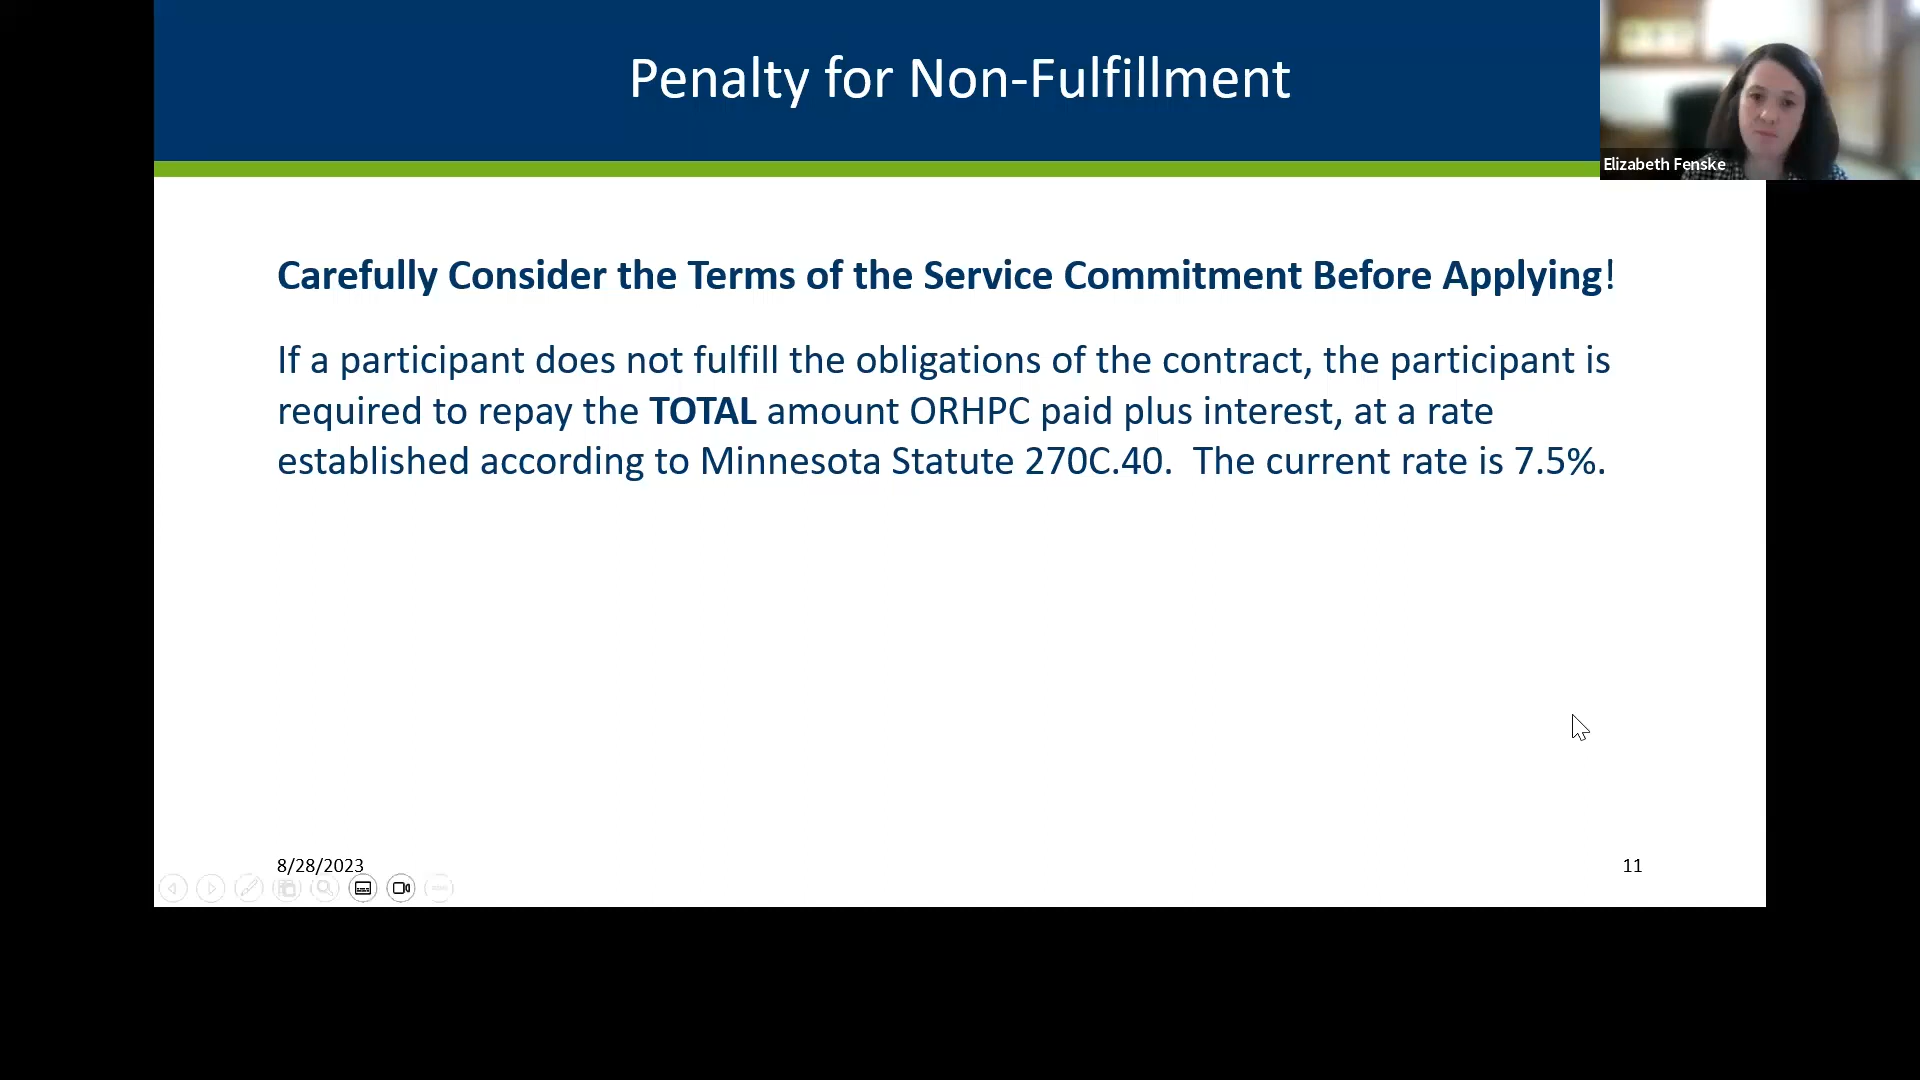 Penalty for Non-Fulfillment
Elizabeth Fenske
Carefully Consider the Terms of the Service Commitment Before Applying!
If a participant does not fulfill the obligations of the contract, the participant is
required to repay the TOTAL amount ORHPC paid plus interest, at a rate
established according to Minnesota Statute 270C.40.  The current rate is 7.5%.
8/28/2023
11